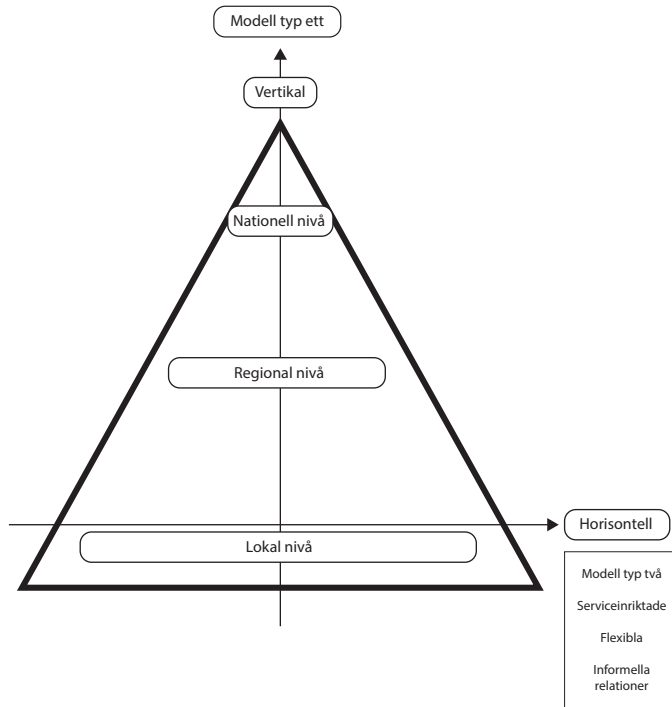 Modell typ ett
Vertikal
Nationell nivå
Regional nivå
Horisontell
Lokal nivå
Modell typ två
Serviceinriktade
Flexibla
Informella
relationer